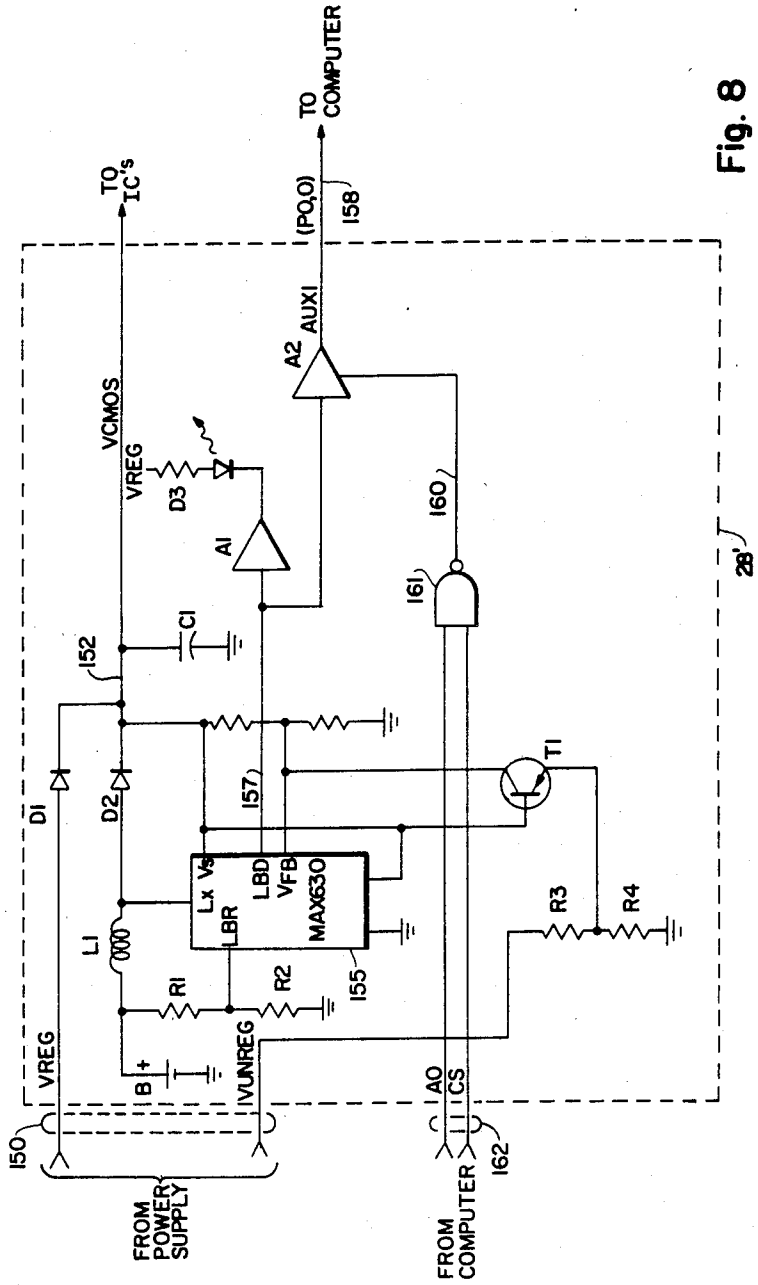 FROM
POWER
SUPPLY
150
VREG
IVUNREG
B +
L1
R1
R2
D1
D2
152
VCMOS
TO
IC's
C1
VREG
D3
A1
LX
VS
LBR
LBD
VFB
MAX630
155
157
A2
AUX1
(P0,0)
158
TO
COMPUTER
160
161
T1
R3
R4
FROM
COMPUTER
A0
CS
162
28'
Fig. 8